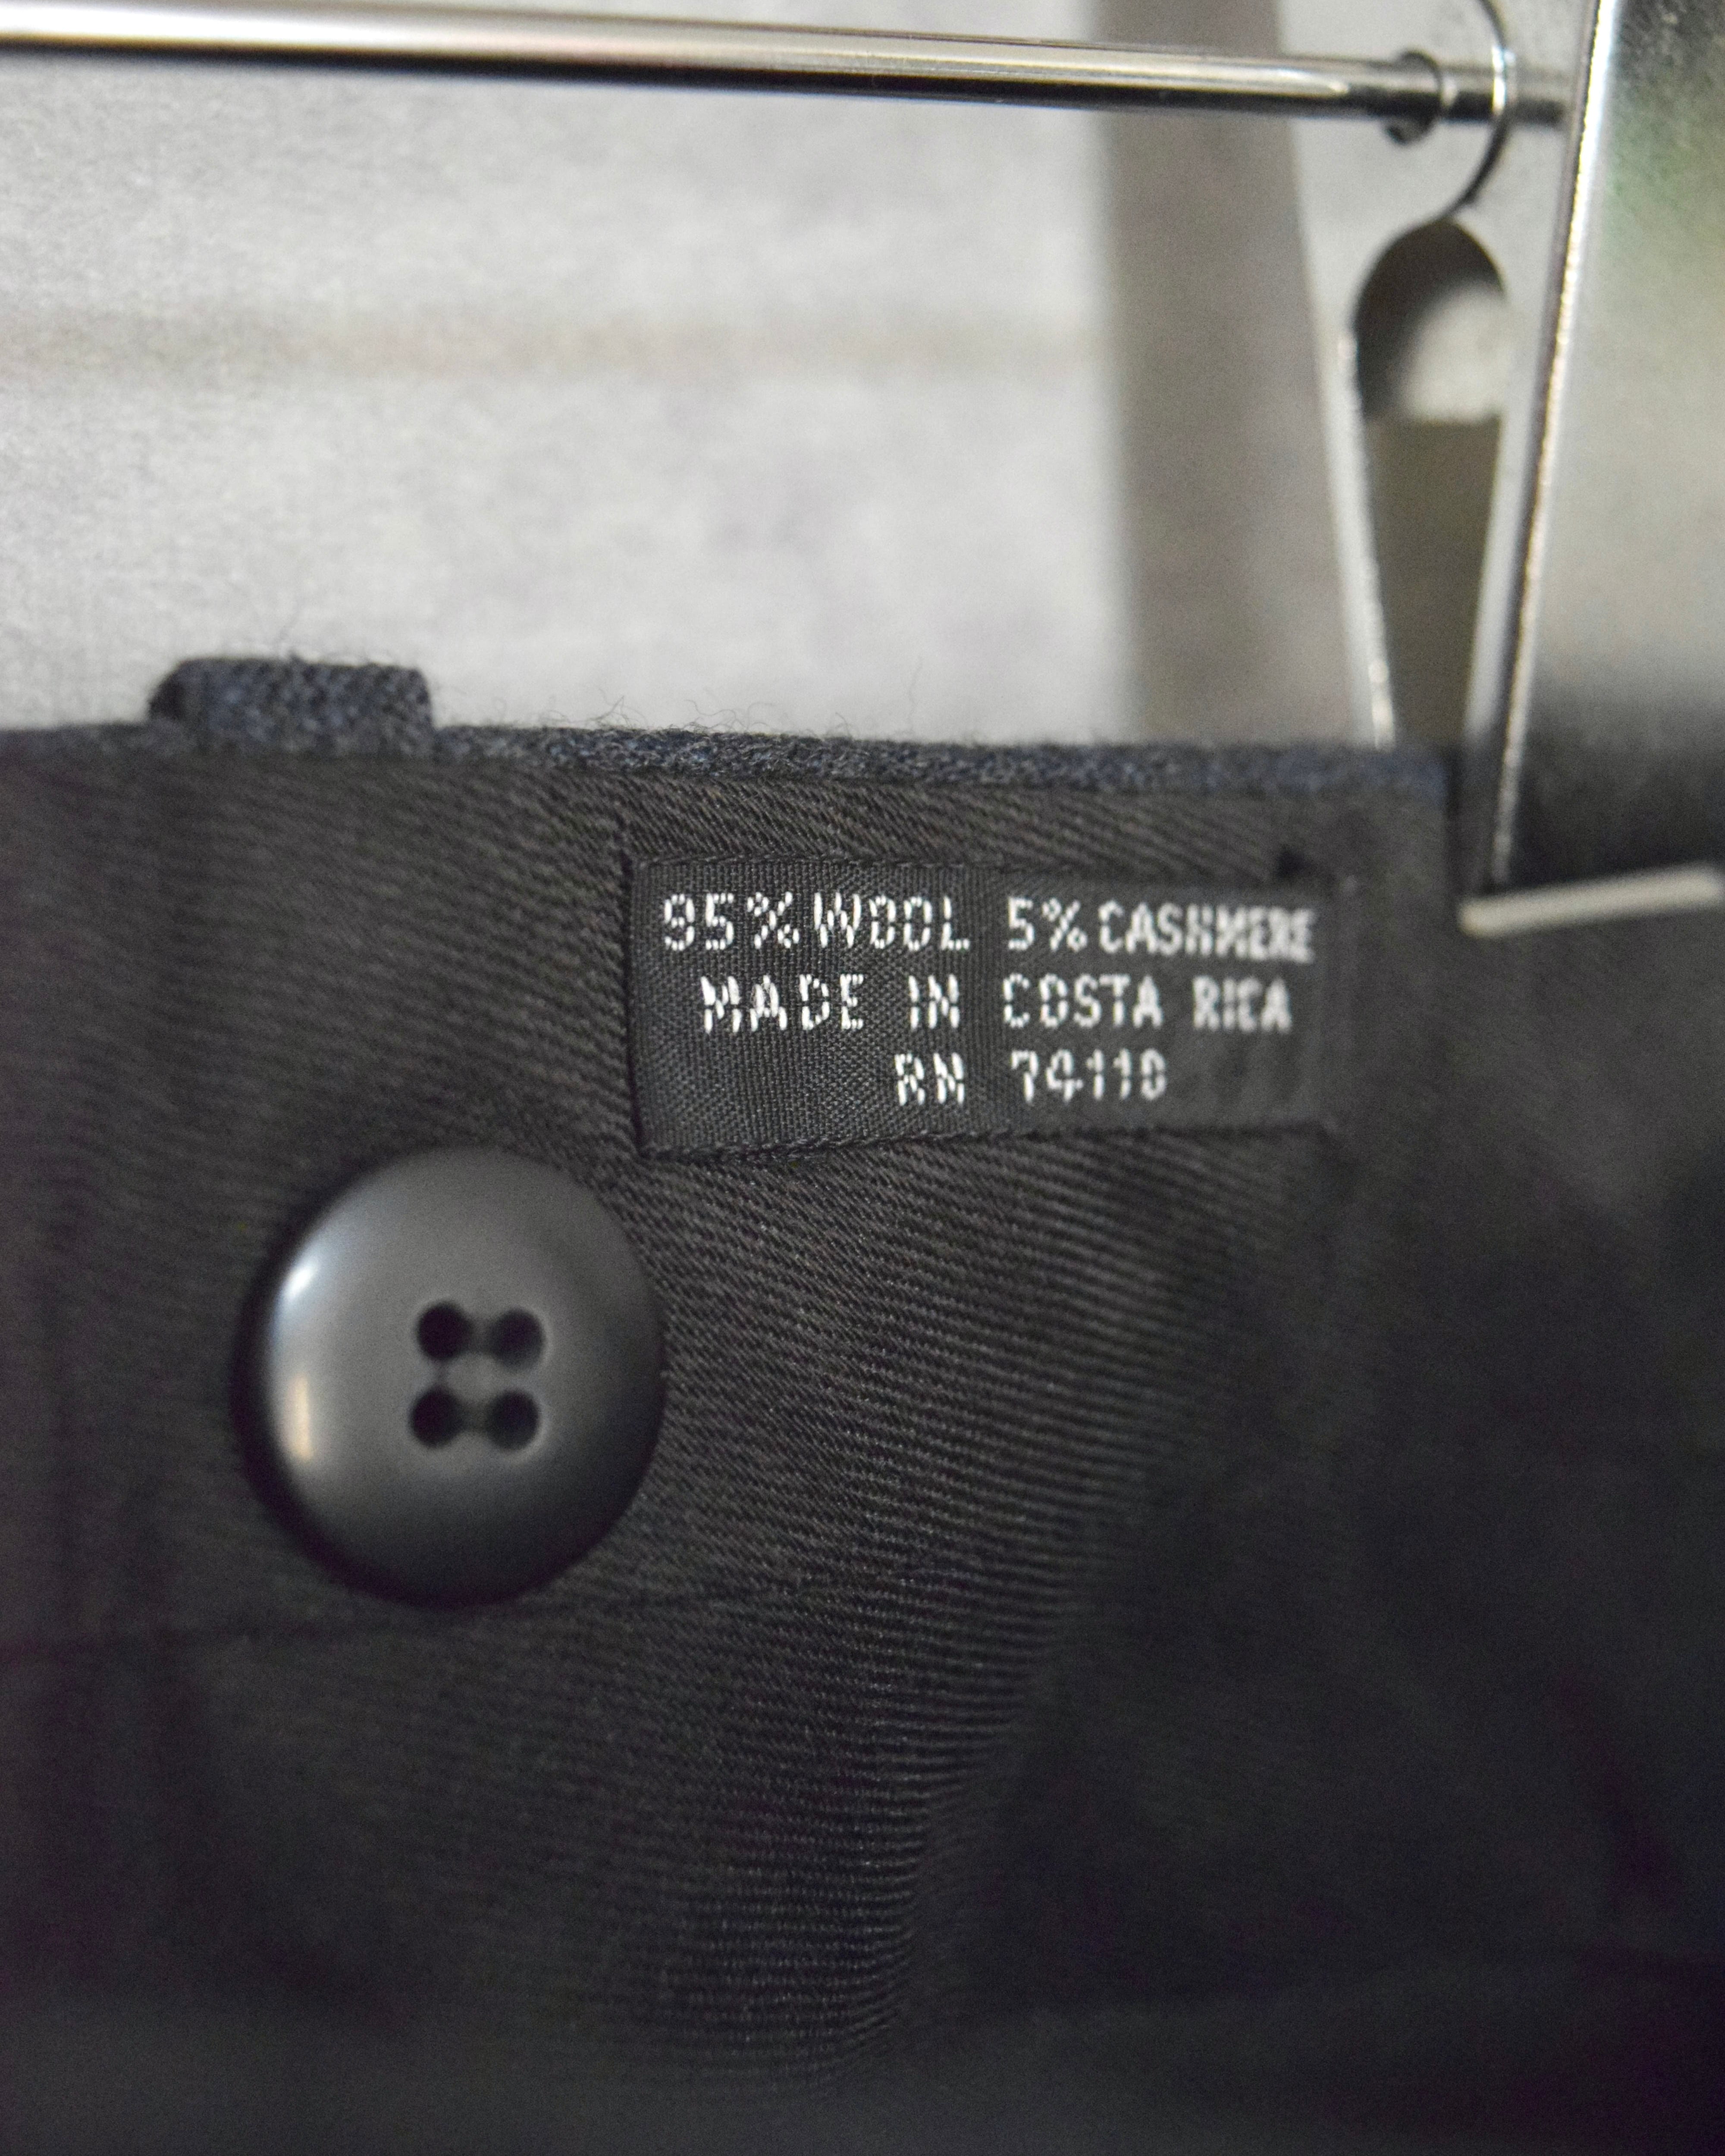 95% WOOL 5% CASHMERE
MADE IN COSTA RICA
RN 74110